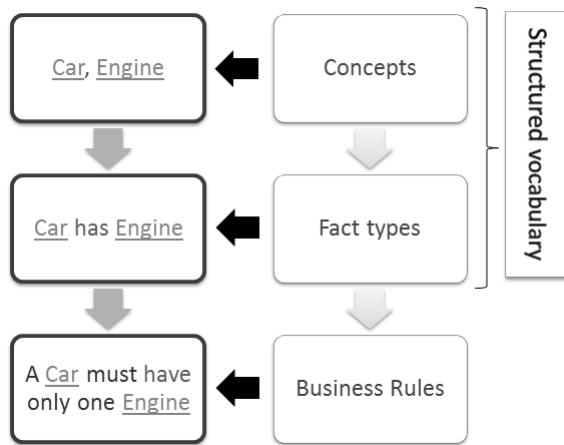 Car, Engine
Concepts
Car has Engine
Fact types
A Car must have
only one Engine
Business Rules
Structured vocabulary